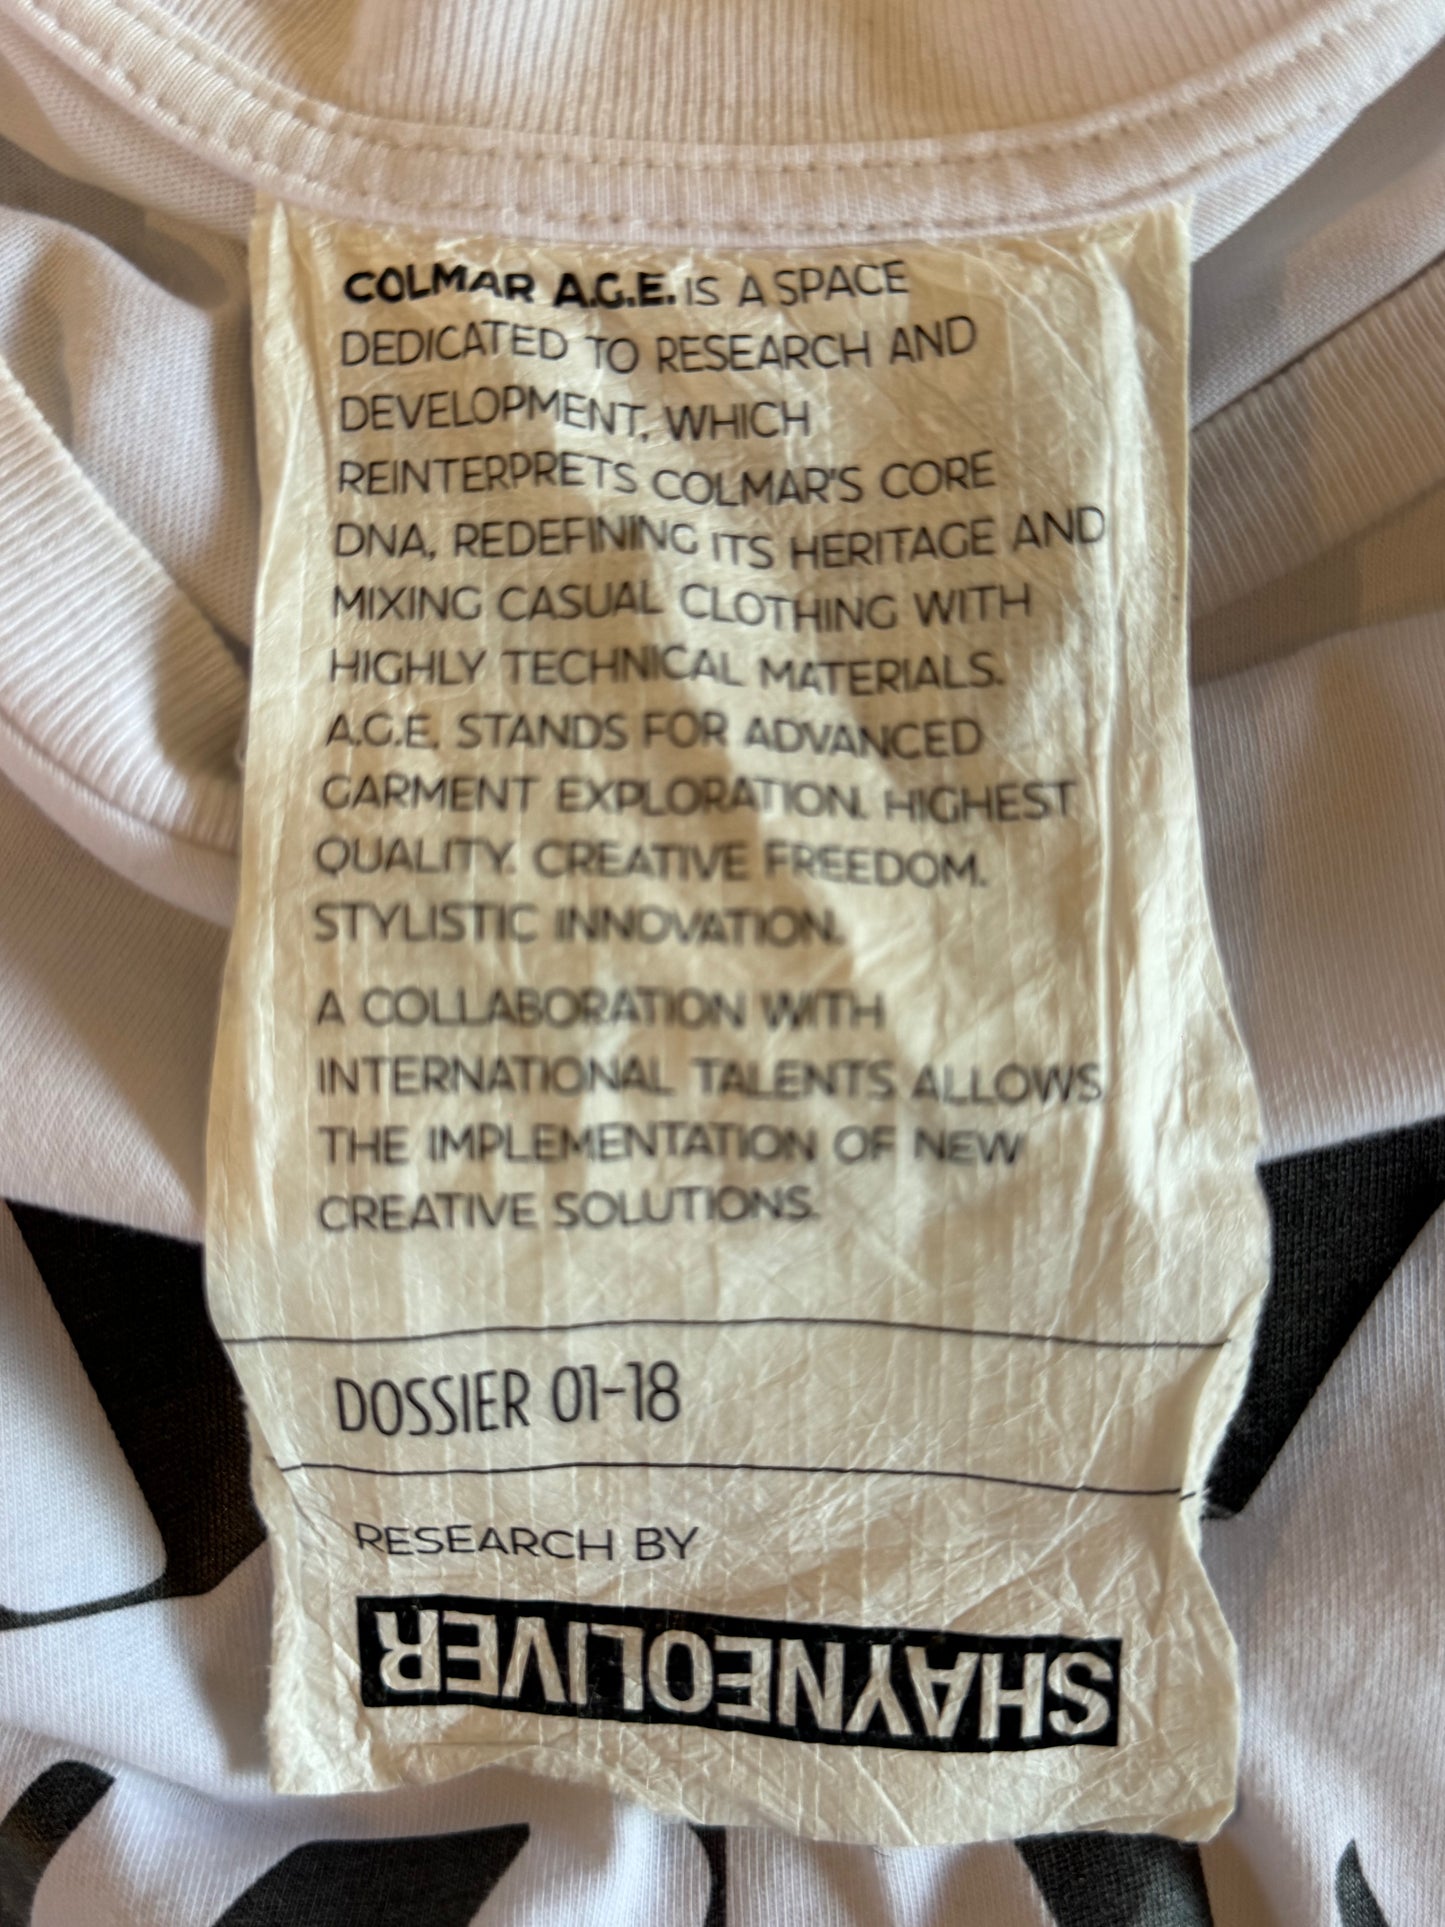 COLMAR A.G.E. IS A SPACE
DEDICATED TO RESEARCH AND
DEVELOPMENT, WHICH
REINTERPRETS COLMAR'S CORE
DNA, REDEFINING ITS HERITAGE AND
MIXING CASUAL CLOTHING WITH
HIGHLY TECHNICAL MATERIALS.
A.G.E. STANDS FOR ADVANCED
GARMENT EXPLORATION. HIGHEST
QUALITY. CREATIVE FREEDOM.
STYLISTIC INNOVATION.
A COLLABORATION WITH
INTERNATIONAL TALENTS ALLOWS
THE IMPLEMENTATION OF NEW
CREATIVE SOLUTIONS.
DOSSIER 01-18
RESEARCH BY
SHAYNEOLIVER